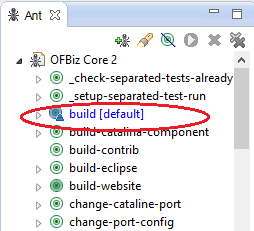 Ant
OFBiz Core 2
_check-separated-tests-already
_setup-separated-test-run
build [default]
build-catalina-component
build-contrib
build-eclipse
build-website
change-cataline-port
change-port-config